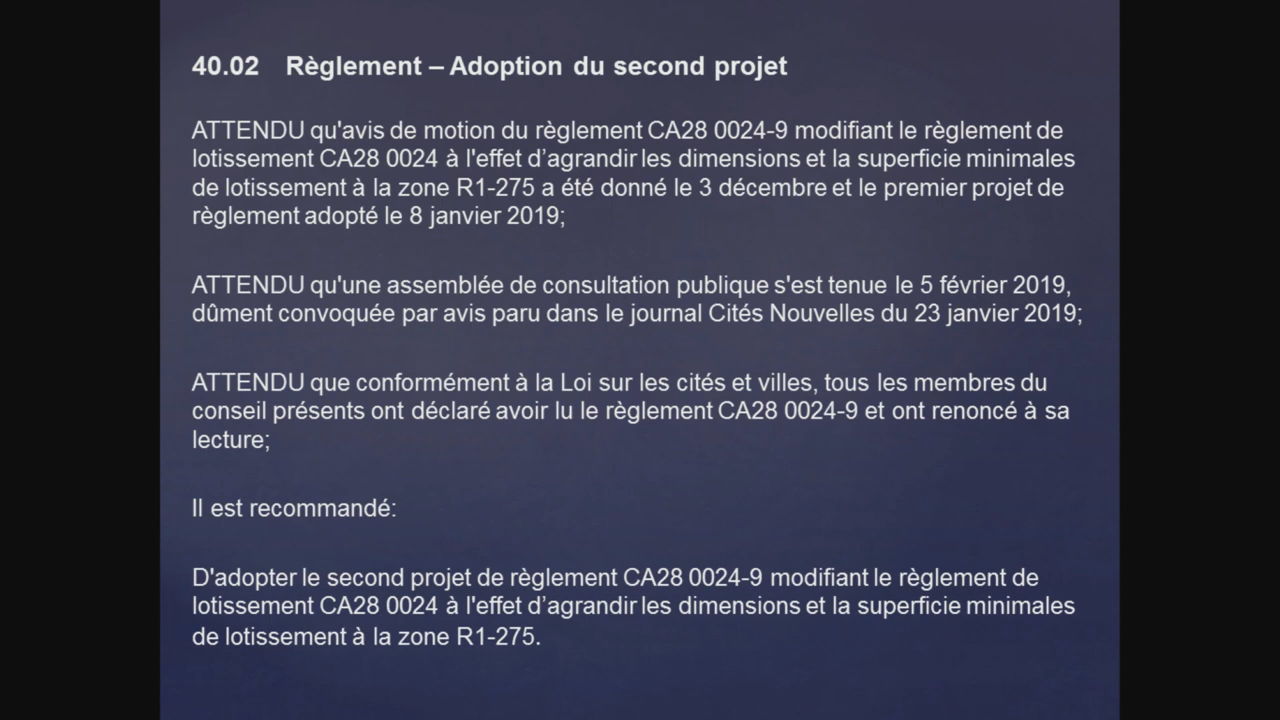 40.02 Règlement – Adoption du second projet
ATTENDU qu'avis de motion du règlement CA28 0024-9 modifiant le règlement de
lotissement CA28 0024 à l'effet d’agrandir les dimensions et la superficie minimales
de lotissement à la zone R1-275 a été donné le 3 décembre et le premier projet de
règlement adopté le 8 janvier 2019;
ATTENDU qu'une assemblée de consultation publique s'est tenue le 5 février 2019,
dûment convoquée par avis paru dans le journal Cités Nouvelles du 23 janvier 2019;
ATTENDU que conformément à la Loi sur les cités et villes, tous les membres du
conseil présents ont déclaré avoir lu le règlement CA28 0024-9 et ont renoncé à sa
lecture;
Il est recommandé:
D'adopter le second projet de règlement CA28 0024-9 modifiant le règlement de
lotissement CA28 0024 à l'effet d’agrandir les dimensions et la superficie minimales
de lotissement à la zone R1-275.